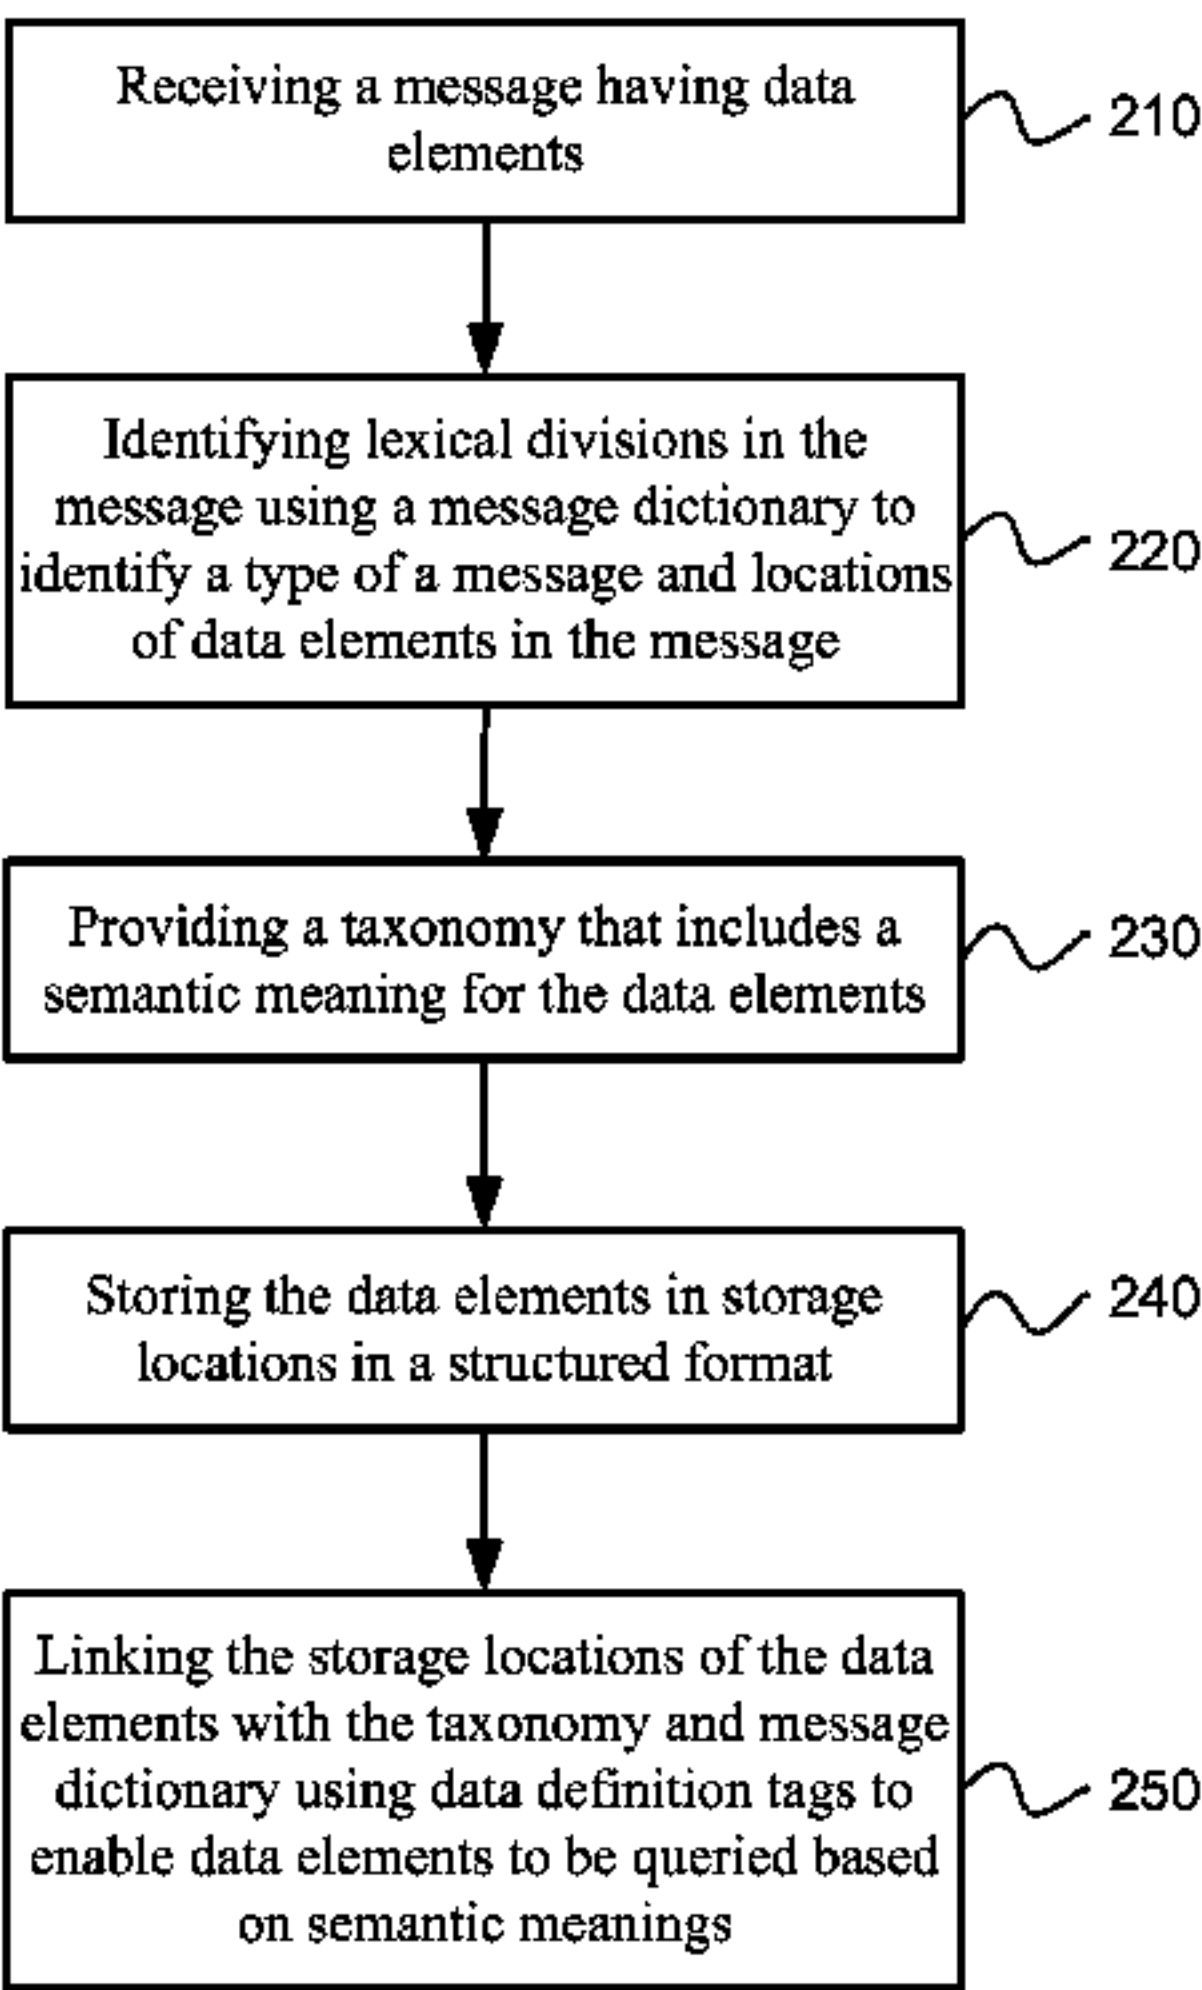 Receiving a message having data
elements
210
Identifying lexical divisions in the
message using a message dictionary to
identify a type of a message and locations
of data elements in the message
220
Providing a taxonomy that includes a
semantic meaning for the data elements
230
Storing the data elements in storage
locations in a structured format
240
Linking the storage locations of the data
elements with the taxonomy and message
dictionary using data definition tags to
enable data elements to be queried based
on semantic meanings
250